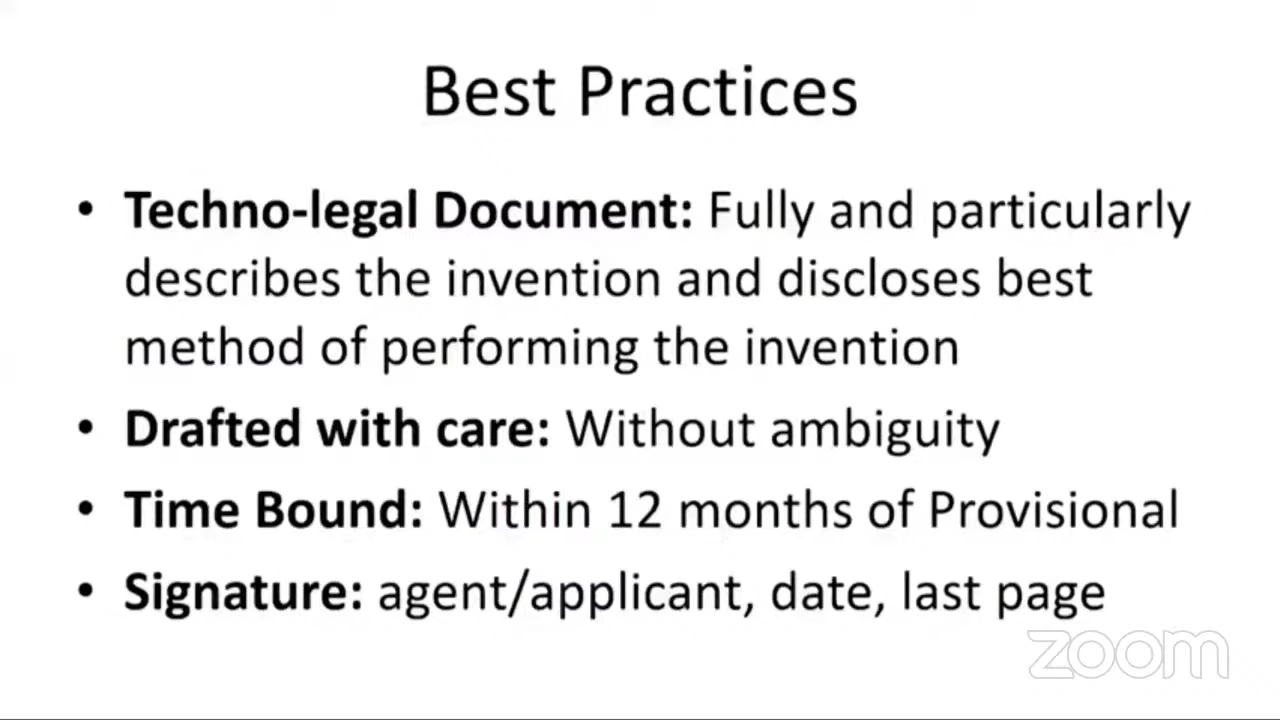 Best Practices
• Techno-legal Document: Fully and particularly
describes the invention and discloses best
method of performing the invention
• Drafted with care: Without ambiguity
• Time Bound: Within 12 months of Provisional
• Signature: agent/applicant, date, last page
zoom